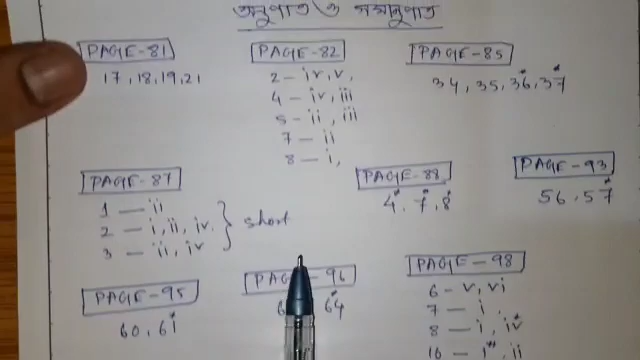 অনুপাত ও সমানুপাত
PAGE-81
17, 18, 19, 21
PAGE-82
2 - iv, v,
4 - iv, iii
5 - ii, iii
7 - ii
8 - i,
PAGE-85
34, 35, 36*, 37*
PAGE-87
1 - ii
2 - i, ii, iv.
3 - ii, iv
short
PAGE-88
4*, 7*, 8*
PAGE-93
56, 57*
PAGE-95
60, 61*
PAGE-96
64*
PAGE-98
6 - v, vi
7 - i,
8 - i, iv*
10 - ii